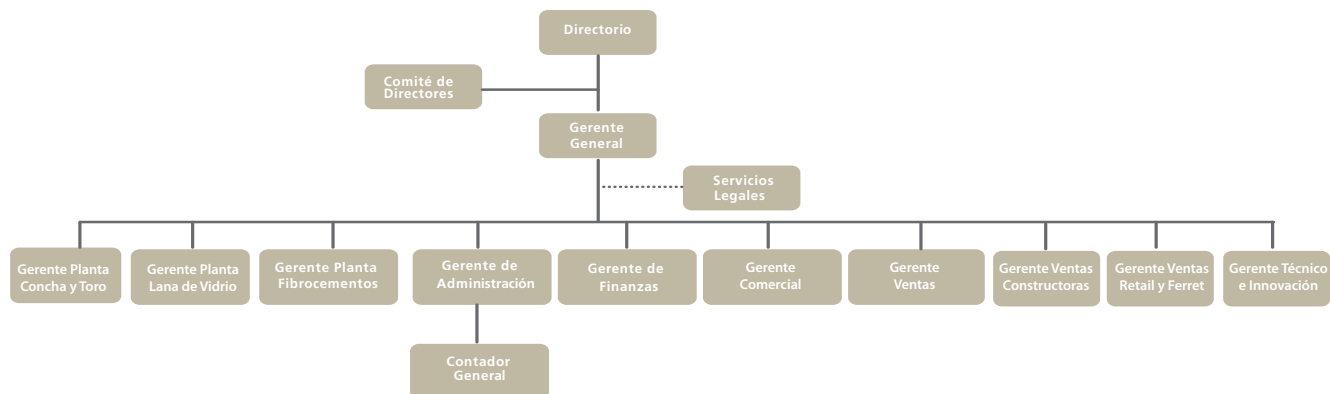 Directorio
Comité de
Directores
Gerente
General
Servicios
Legales
Gerente Planta
Concha y Toro
Gerente Planta
Lana de Vidrio
Gerente Planta
Fibrocementos
Gerente de
Administración
Gerente de
Finanzas
Gerente
Comercial
Gerente
Ventas
Gerente Ventas
Constructoras
Gerente Ventas
Retail y Ferret
Gerente Técnico
e Innovación
Contador
General